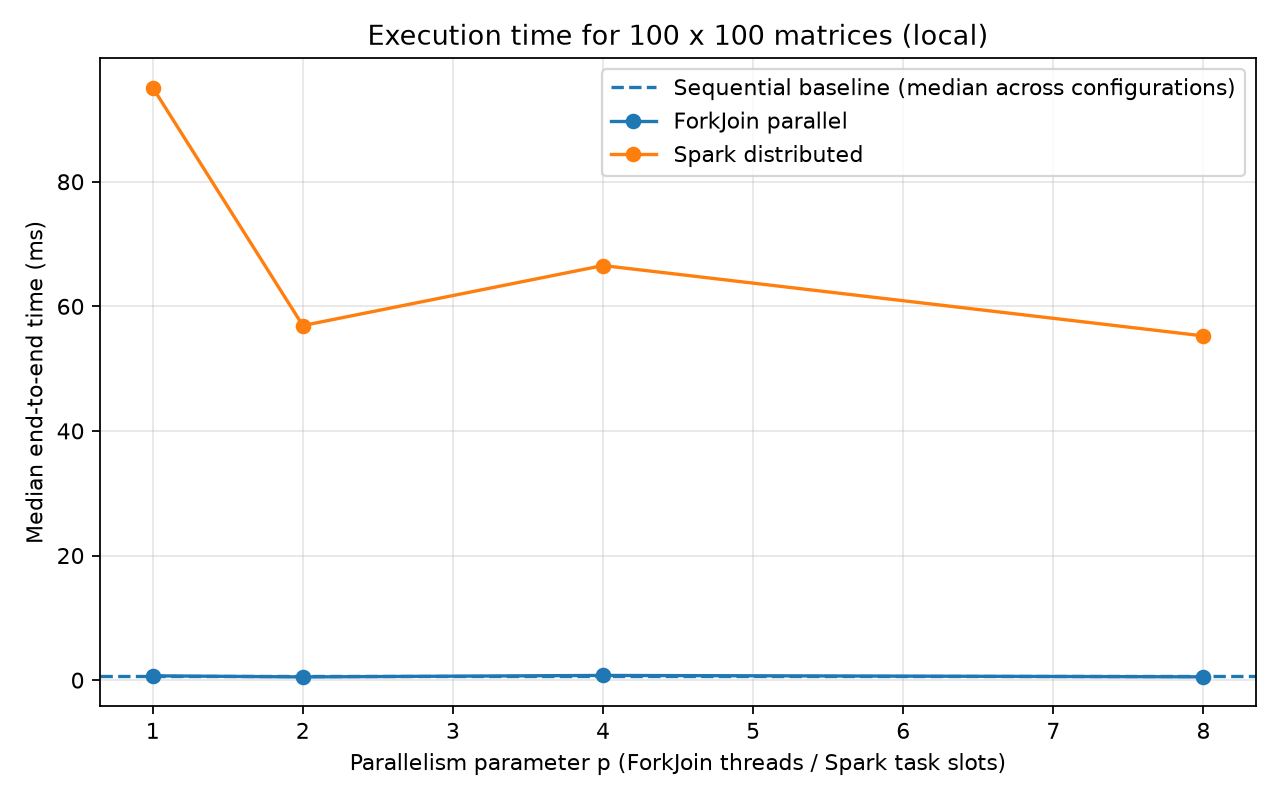 Execution time for 100 x 100 matrices (local)
Sequential baseline (median across configurations)
ForkJoin parallel
Spark distributed
Median end-to-end time (ms)
80
60
40
20
0
1 2 3 4 5 6 7 8
Parallelism parameter p (ForkJoin threads / Spark task slots)